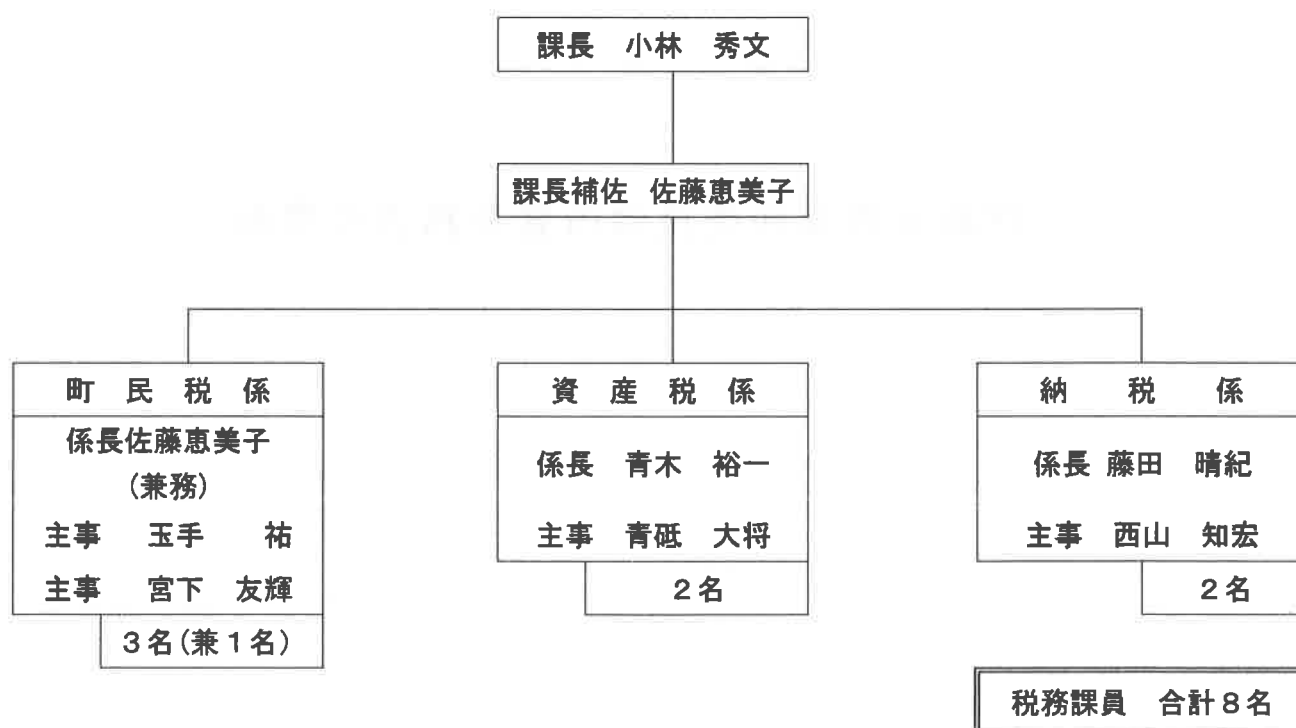 課長 小林 秀文
課長補佐 佐藤恵美子
町民税係
係長佐藤恵美子
(兼務)
主事 玉手 祐
主事 宮下 友輝
3名(兼1名)
資産税係
係長 青木 裕一
主事 青砥 大将
2名
納税係
係長 藤田 晴紀
主事 西山 知宏
2名
税務課員 合計8名